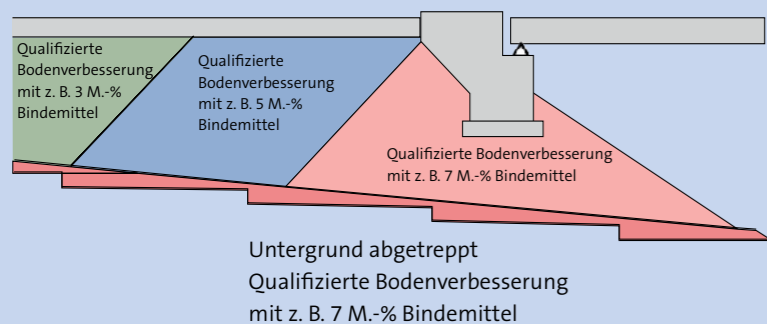 Qualifizierte
Bodenverbesserung
mit z. B. 3 M.-%
Bindemittel
Qualifizierte
Bodenverbesserung
mit z. B. 5 M.-%
Bindemittel
Qualifizierte Bodenverbesserung
mit z. B. 7 M.-% Bindemittel
Untergrund abgetreppt
Qualifizierte Bodenverbesserung
mit z. B. 7 M.-% Bindemittel